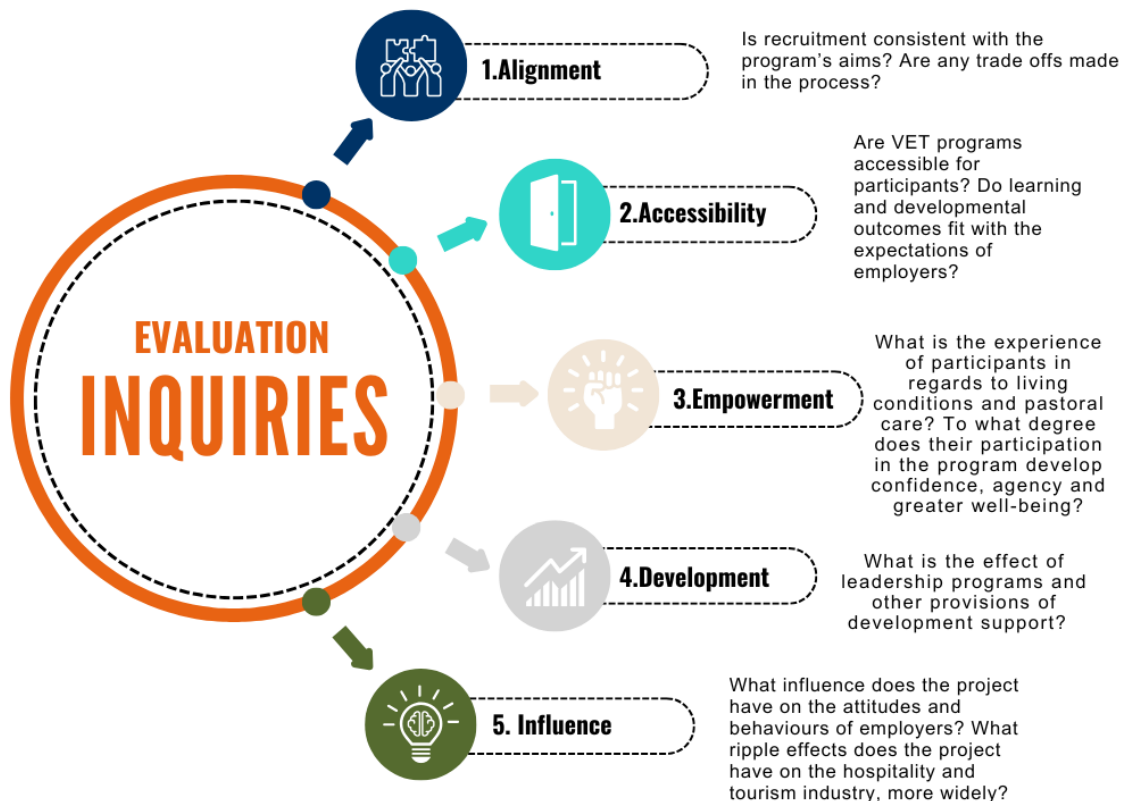 EVALUATION
INQUIRIES
1.Alignment
Is recruitment consistent with the
program's aims? Are any trade offs made
in the process?
2.Accessibility
Are VET programs
accessible for
participants? Do learning
and developmental
outcomes fit with the
expectations of
employers?
3.Empowerment
What is the experience
of participants in
regards to living
conditions and pastoral
care? To what degree
does their participation
in the program develop
confidence, agency and
greater well-being?
4.Development
What is the effect of
leadership programs and
other provisions of
development support?
5. Influence
What influence does the project
have on the attitudes and
behaviours of employers? What
ripple effects does the project
have on the hospitality and
tourism industry, more widely?